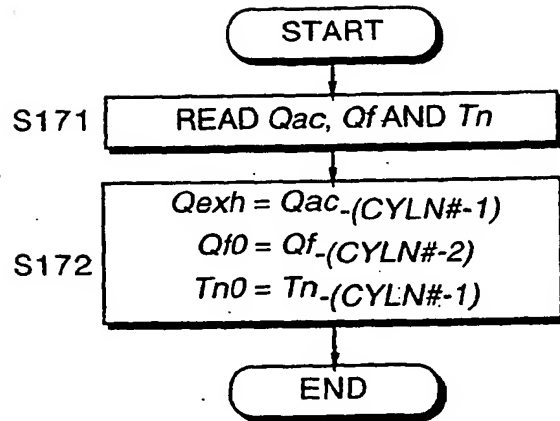 START
S171
READ Qac, Qf AND Tn
S172
Qexh = Qac-(CYLN#-1)
Qf0 = Qf-(CYLN#-2)
Tn0 = Tn-(CYLN#-1)
END